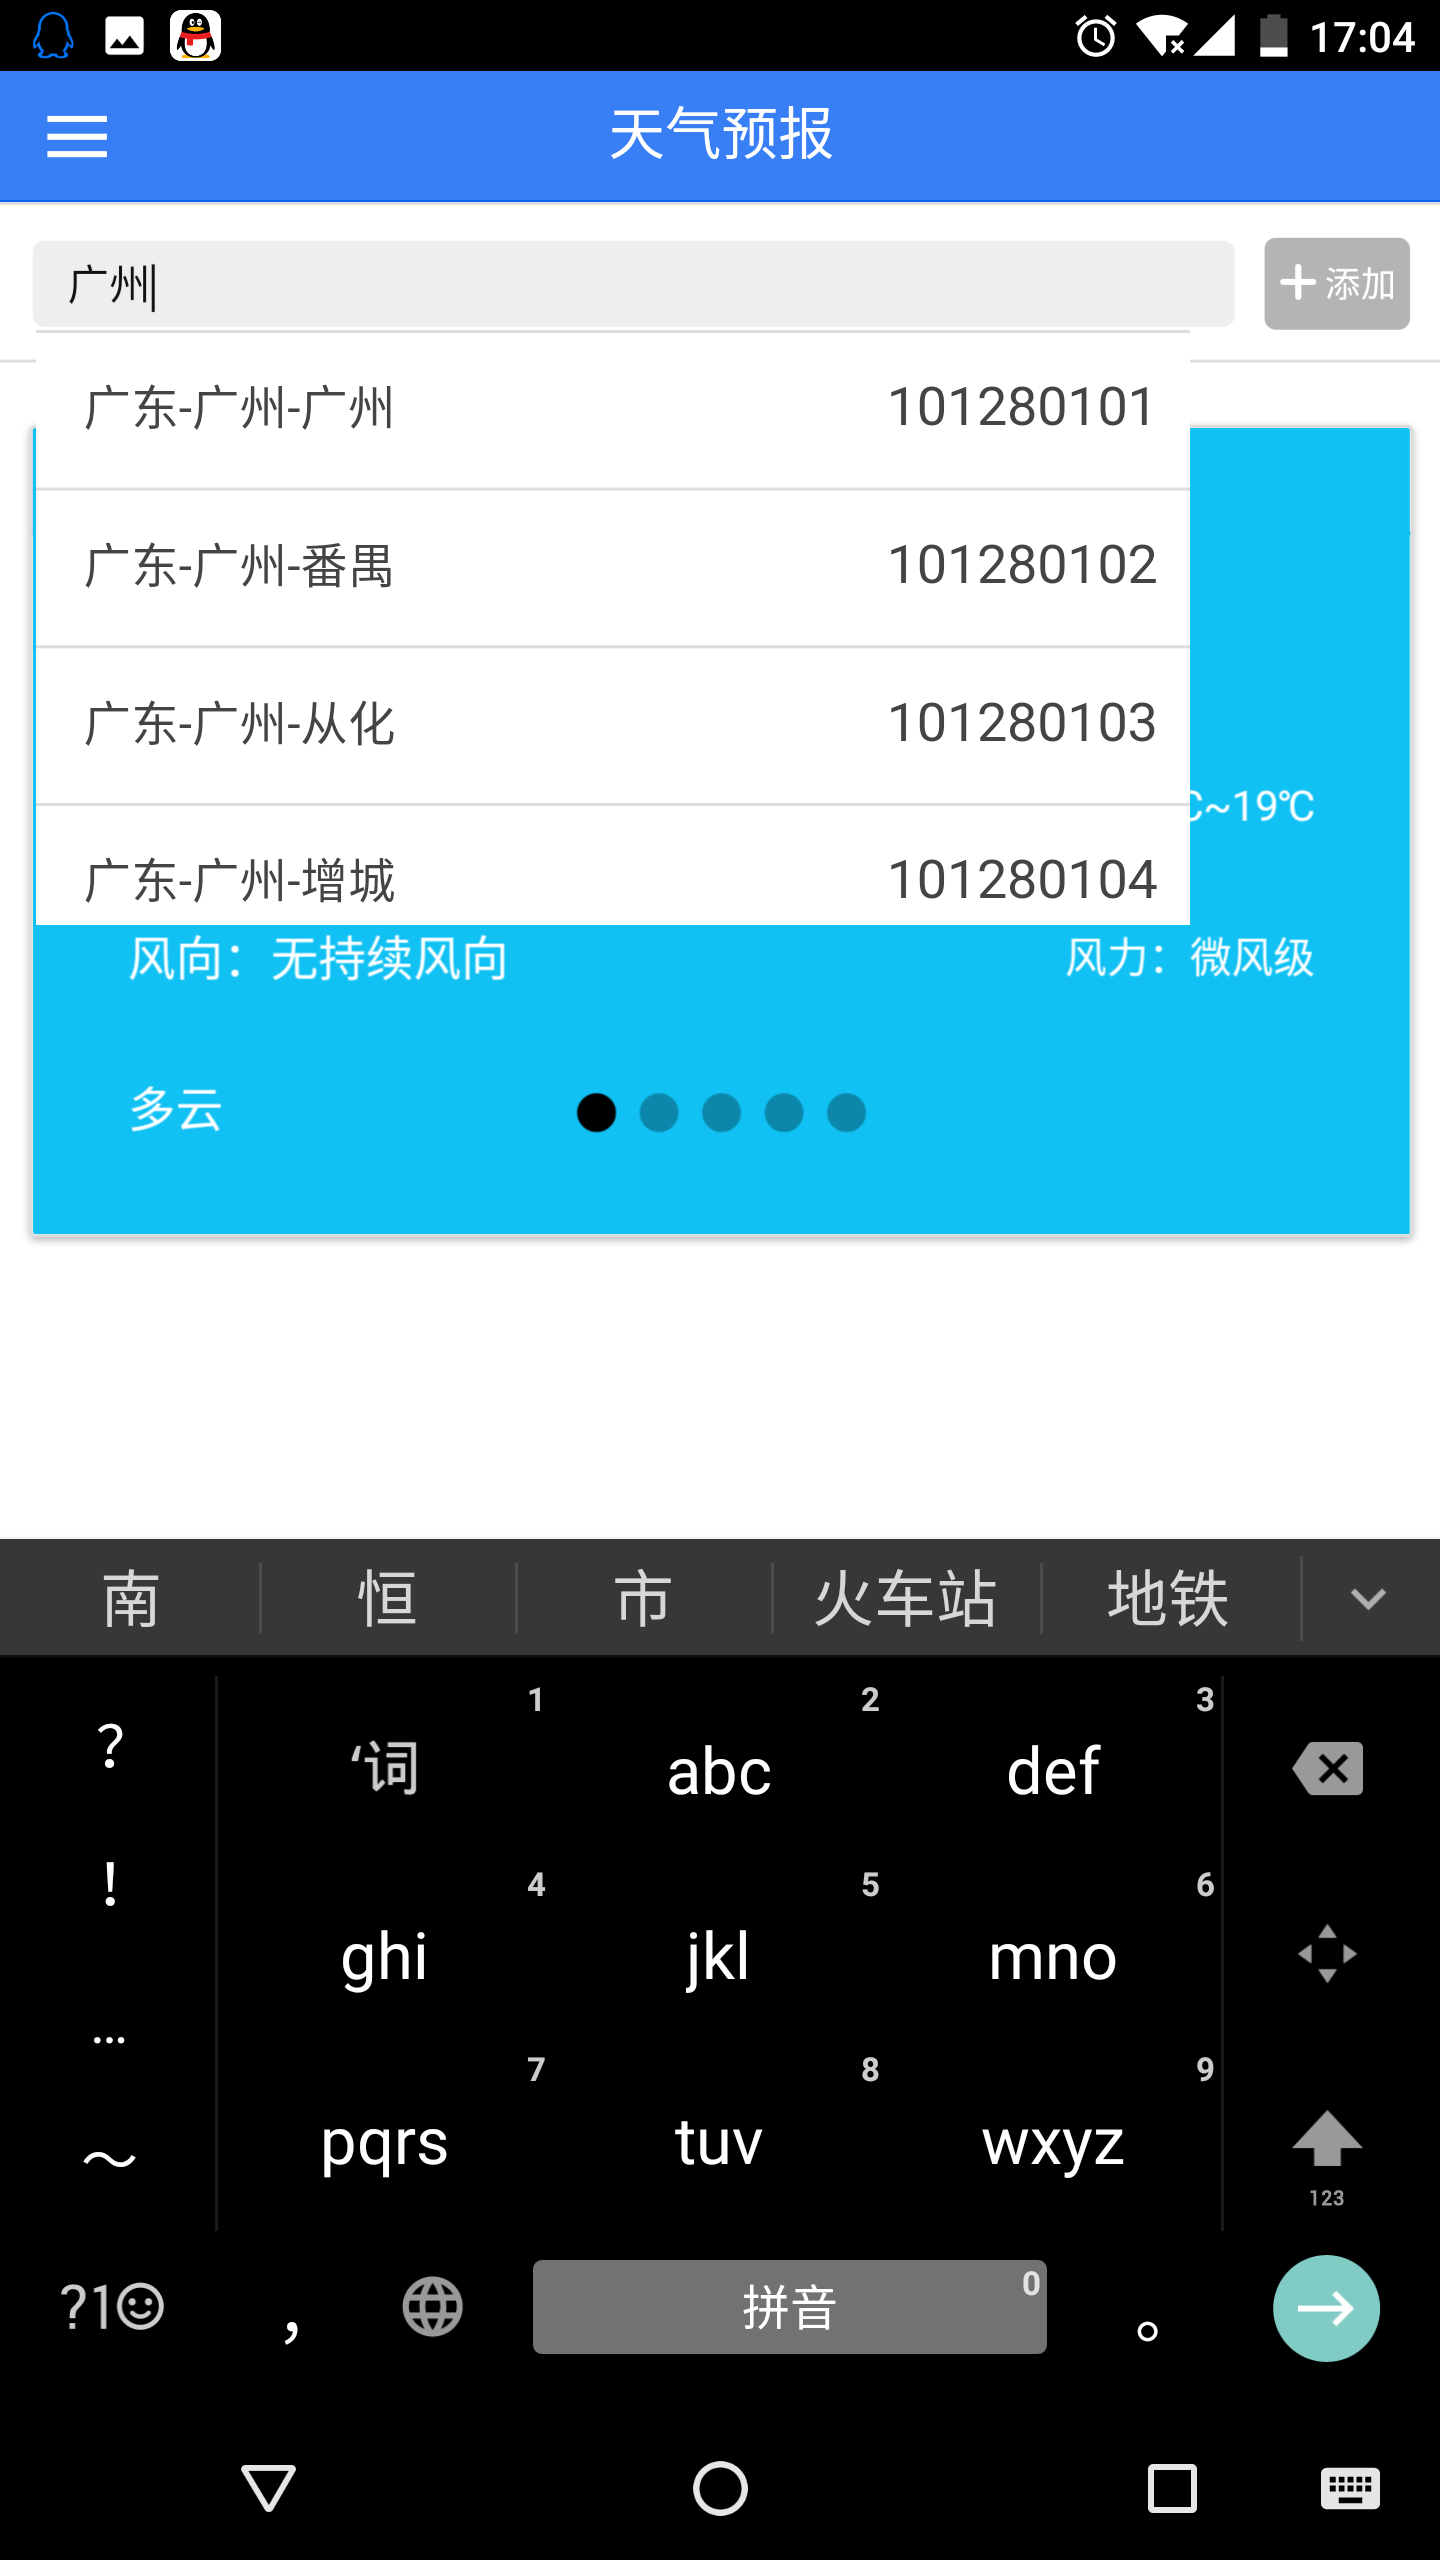 17:04
天气预报
广州
添加
广东-广州-广州 101280101
广东-广州-番禺 101280102
广东-广州-从化 101280103
C~19℃
广东-广州-增城 101280104
风向：无持续风向 风力：微风级
多云
南 恒 市 火车站 地铁
? ‘词 1 abc 2 def 3
!
ghi 4 jkl 5 mno 6
…
pqrs 7 tuv 8 wxyz 9
～
123
?1☺ ， 拼音 0 。